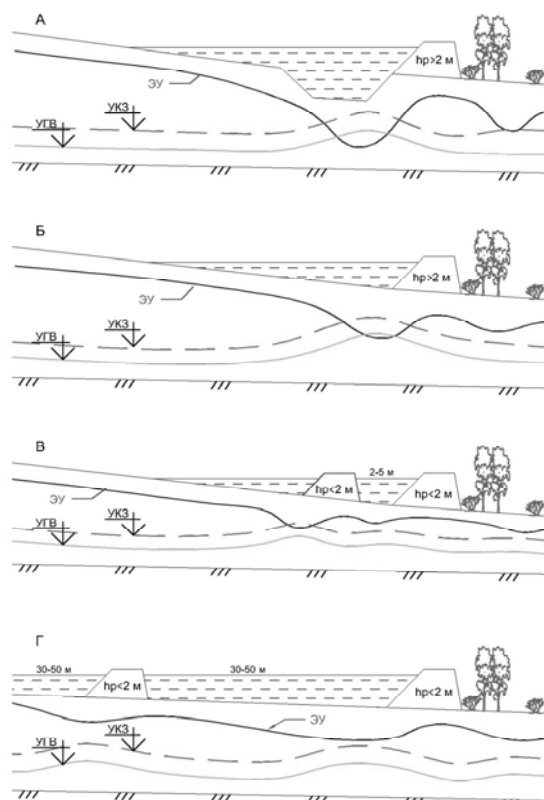 А
hр>2 м
ЭУ
УГВ
УКЗ
Б
hр>2 м
ЭУ
УГВ
УКЗ
В
2-5 м
hр<2 м
hр<2 м
ЭУ
УГВ
УКЗ
Г
30-50 м
30-50 м
hр<2 м
hр<2 м
ЭУ
УГВ
УКЗ